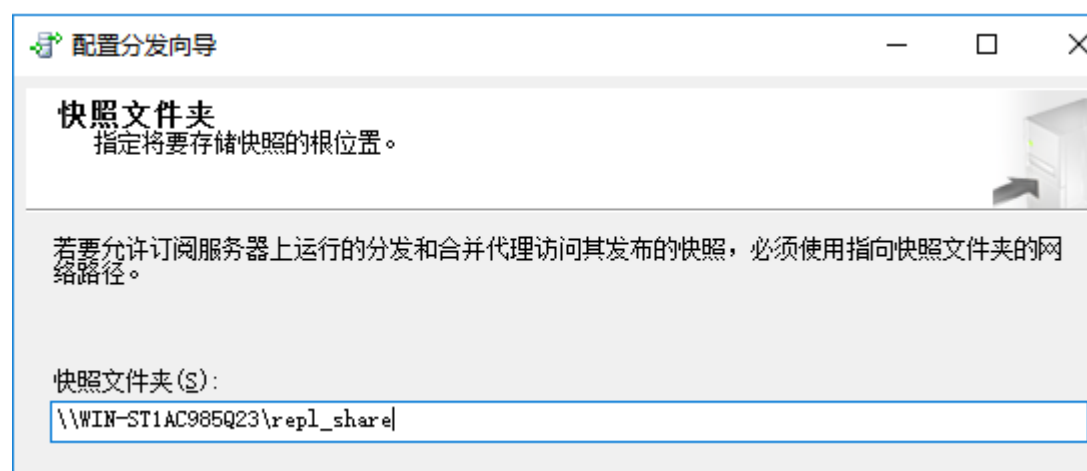 配置分发向导
快照文件夹
指定将要存储快照的根位置。
若要允许订阅服务器上运行的分发和合并代理访问其发布的快照，必须使用指向快照文件夹的网
络路径。
快照文件夹(S):
\\WIN-ST1AC985Q23\repl_share